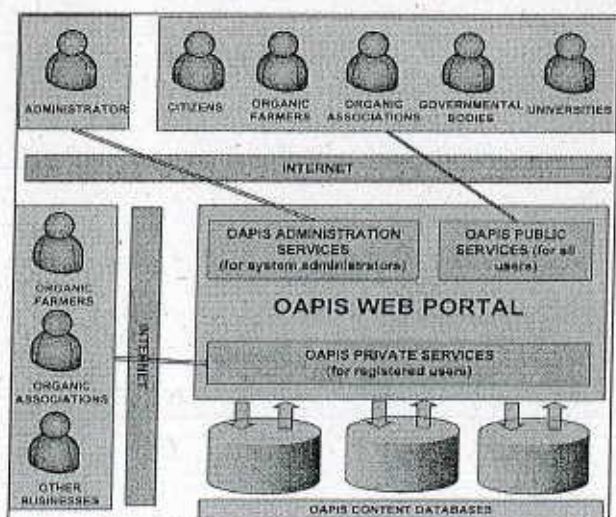 ADMINISTRATOR
CITIZENS
ORGANIC
FARMERS
ORGANIC
ASSOCIATIONS
GOVERNMENTAL
BODIES
UNIVERSITIES
INTERNET
ORGANIC
FARMERS
ORGANIC
ASSOCIATIONS
OTHER
BUSINESSES
INTERNET
OAPIS ADMINISTRATION
SERVICES
(for system administrators)
OAPIS PUBLIC
SERVICES (for all
users)
OAPIS WEB PORTAL
OAPIS PRIVATE SERVICES
(for registered users)
OAPIS CONTENT DATABASES